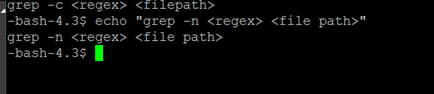 grep -c <regex> <filepath>
-bash-4.3$ echo "grep -n <regex> <file path>"
grep -n <regex> <file path>
-bash-4.3$